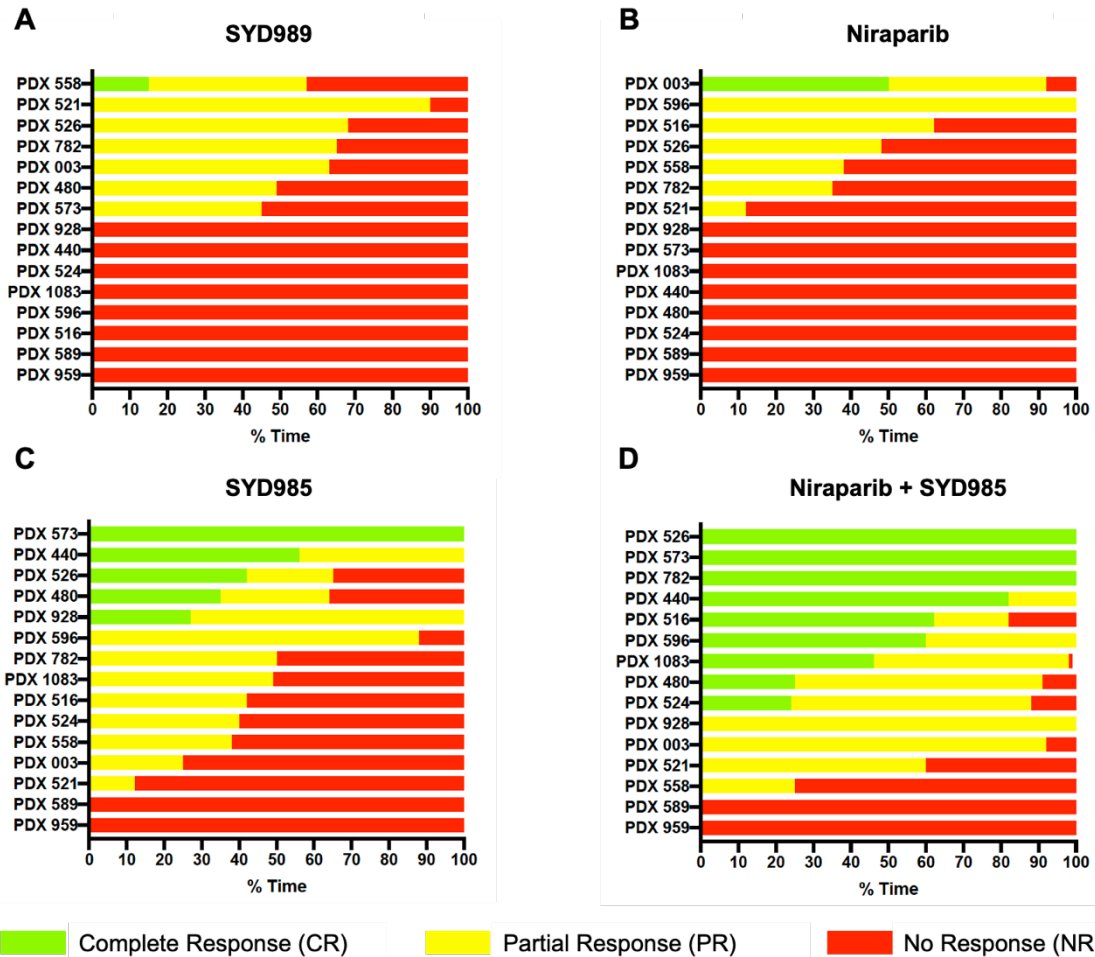 A
SYD989
PDX 558
PDX 521
PDX 526
PDX 782
PDX 003
PDX 480
PDX 573
PDX 928
PDX 440
PDX 524
PDX 1083
PDX 596
PDX 516
PDX 589
PDX 959
0 10 20 30 40 50 60 70 80 90 100
% Time
B
Niraparib
PDX 003
PDX 596
PDX 516
PDX 526
PDX 558
PDX 782
PDX 521
PDX 928
PDX 573
PDX 1083
PDX 440
PDX 480
PDX 524
PDX 589
PDX 959
0 10 20 30 40 50 60 70 80 90 100
% Time
C
SYD985
PDX 573
PDX 440
PDX 526
PDX 480
PDX 928
PDX 596
PDX 782
PDX 1083
PDX 516
PDX 524
PDX 558
PDX 003
PDX 521
PDX 589
PDX 959
0 10 20 30 40 50 60 70 80 90 100
% Time
D
Niraparib + SYD985
PDX 526
PDX 573
PDX 782
PDX 440
PDX 516
PDX 596
PDX 1083
PDX 480
PDX 524
PDX 928
PDX 003
PDX 521
PDX 558
PDX 589
PDX 959
0 10 20 30 40 50 60 70 80 90 100
% Time
Complete Response (CR)
Partial Response (PR)
No Response (NR